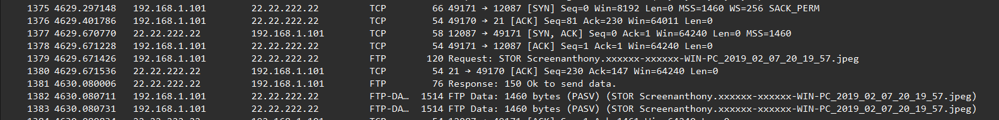 1375 4629.297148 192.168.1.101 22.22.222.22 TCP 66 49171 → 12087 [SYN] Seq=0 Win=8192 Len=0 MSS=1460 WS=256 SACK_PERM
1376 4629.401786 192.168.1.101 22.22.222.22 TCP 54 49170 → 21 [ACK] Seq=81 Ack=230 Win=64011 Len=0
1377 4629.670770 22.22.222.22 192.168.1.101 TCP 58 12087 → 49171 [SYN, ACK] Seq=0 Ack=1 Win=64240 Len=0 MSS=1460
1378 4629.671228 192.168.1.101 22.22.222.22 TCP 54 49171 → 12087 [ACK] Seq=1 Ack=1 Win=64240 Len=0
1379 4629.671426 192.168.1.101 22.22.222.22 FTP 120 Request: STOR Screenanthony.xxxxxx-xxxxxx-WIN-PC_2019_02_07_20_19_57.jpeg
1380 4629.671536 22.22.222.22 192.168.1.101 TCP 54 21 → 49170 [ACK] Seq=230 Ack=147 Win=64240 Len=0
1381 4630.080006 22.22.222.22 192.168.1.101 FTP 76 Response: 150 Ok to send data.
1382 4630.080711 192.168.1.101 22.22.222.22 FTP-DA… 1514 FTP Data: 1460 bytes (PASV) (STOR Screenanthony.xxxxxx-xxxxxx-WIN-PC_2019_02_07_20_19_57.jpeg)
1383 4630.080731 192.168.1.101 22.22.222.22 FTP-DA… 1514 FTP Data: 1460 bytes (PASV) (STOR Screenanthony.xxxxxx-xxxxxx-WIN-PC_2019_02_07_20_19_57.jpeg)